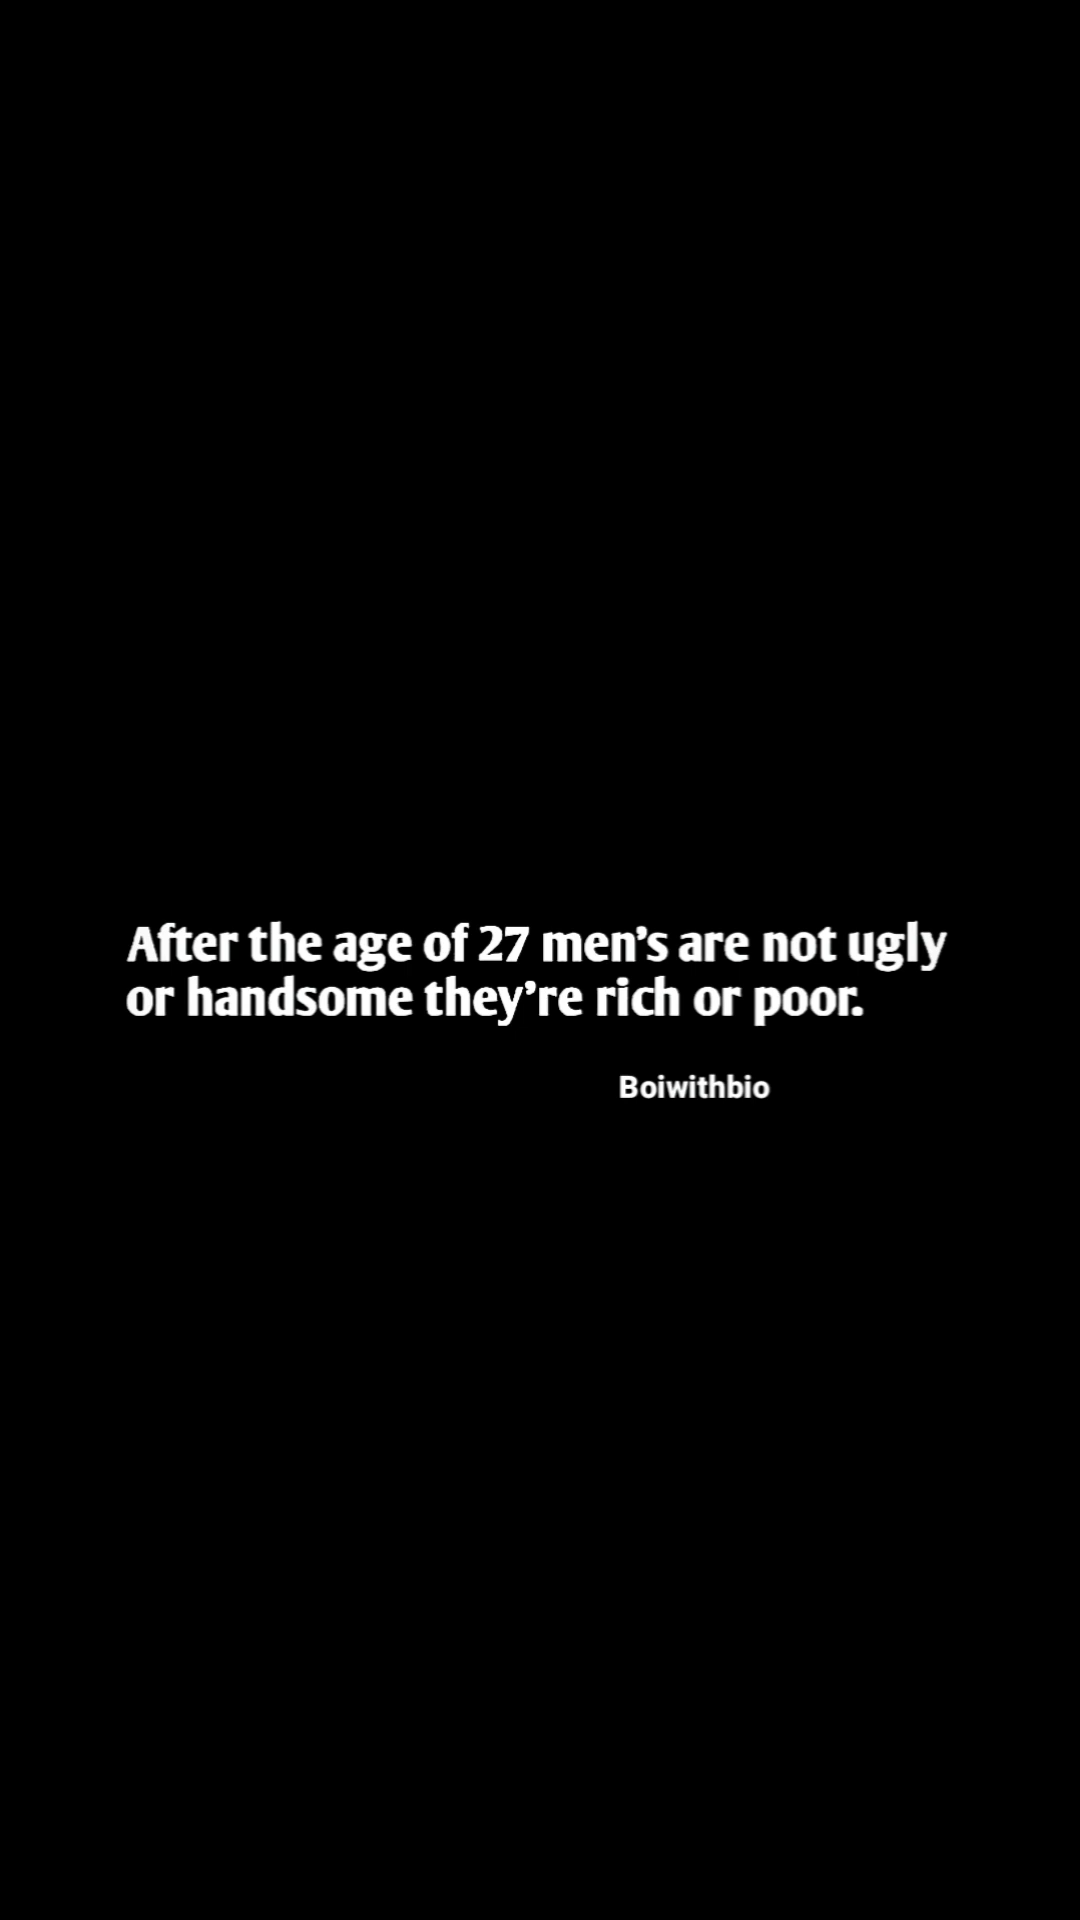 After the age of 27 men’s are not ugly
or handsome they’re rich or poor.
Boiwithbio